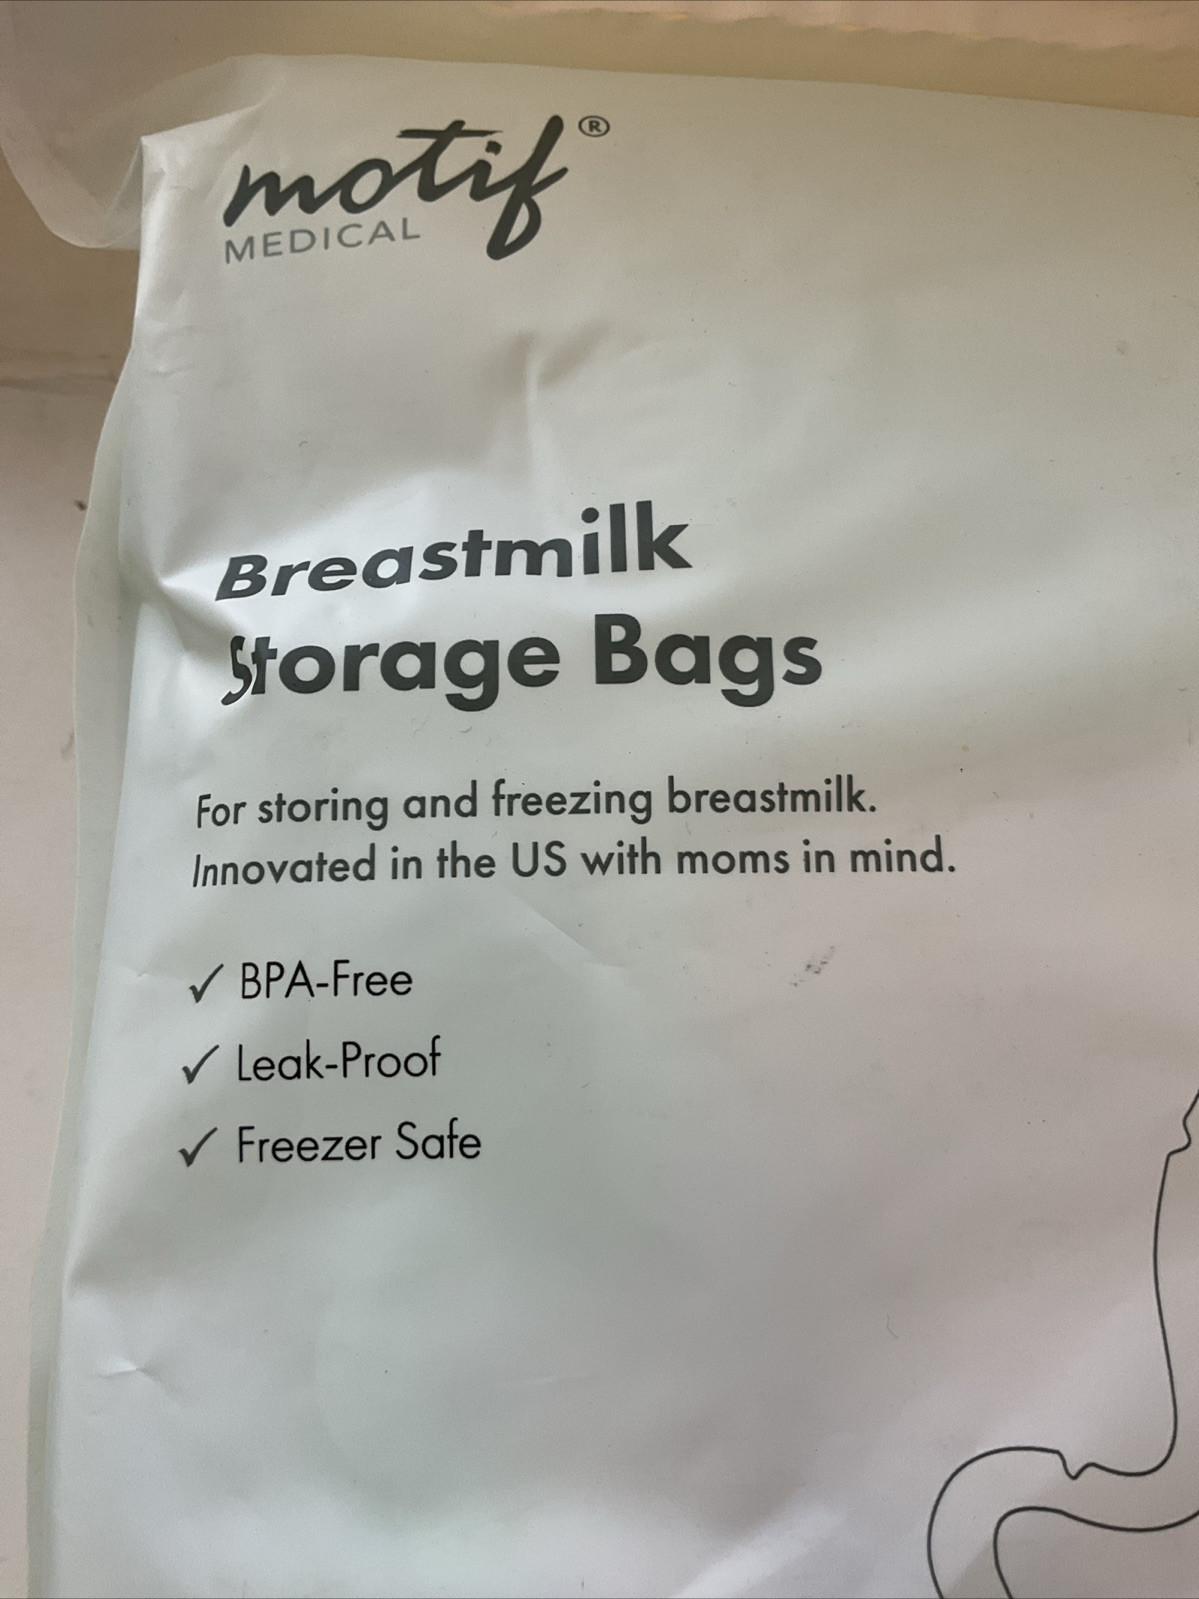 motif®
MEDICAL
Breastmilk
Storage Bags
For storing and freezing breastmilk.
Innovated in the US with moms in mind.
✓ BPA-Free
✓ Leak-Proof
✓ Freezer Safe